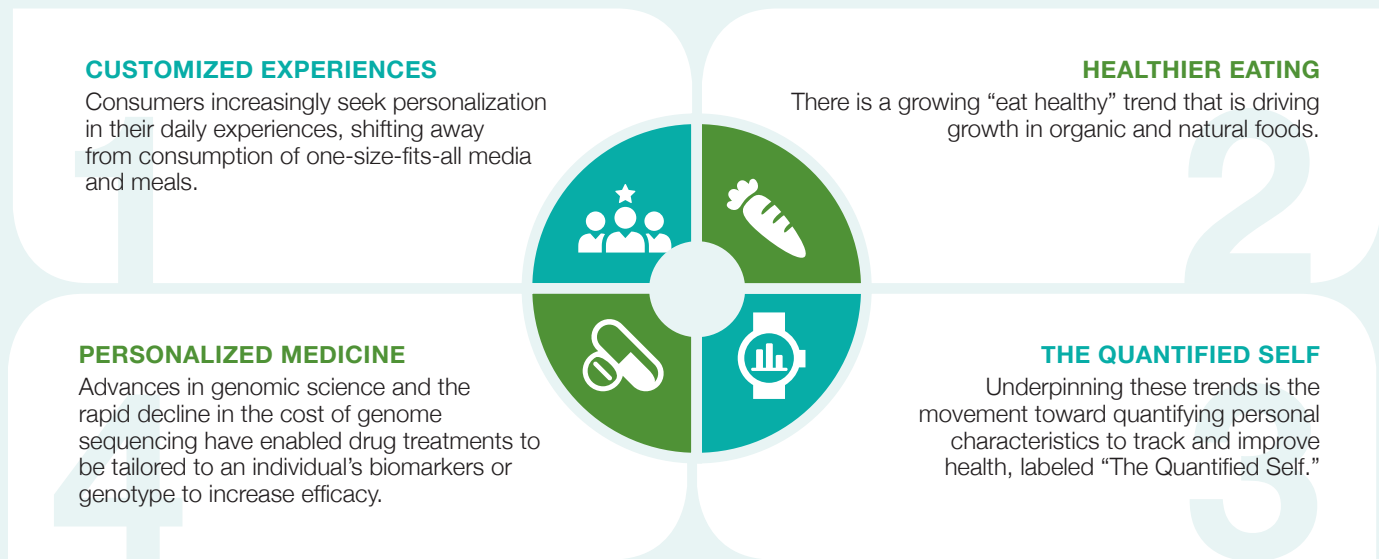 1
CUSTOMIZED EXPERIENCES
Consumers increasingly seek personalization
in their daily experiences, shifting away
from consumption of one-size-fits-all media
and meals.
2
HEALTHIER EATING
There is a growing “eat healthy” trend that is driving
growth in organic and natural foods.
3
THE QUANTIFIED SELF
Underpinning these trends is the
movement toward quantifying personal
characteristics to track and improve
health, labeled “The Quantified Self.”
4
PERSONALIZED MEDICINE
Advances in genomic science and the
rapid decline in the cost of genome
sequencing have enabled drug treatments to
be tailored to an individual’s biomarkers or
genotype to increase efficacy.